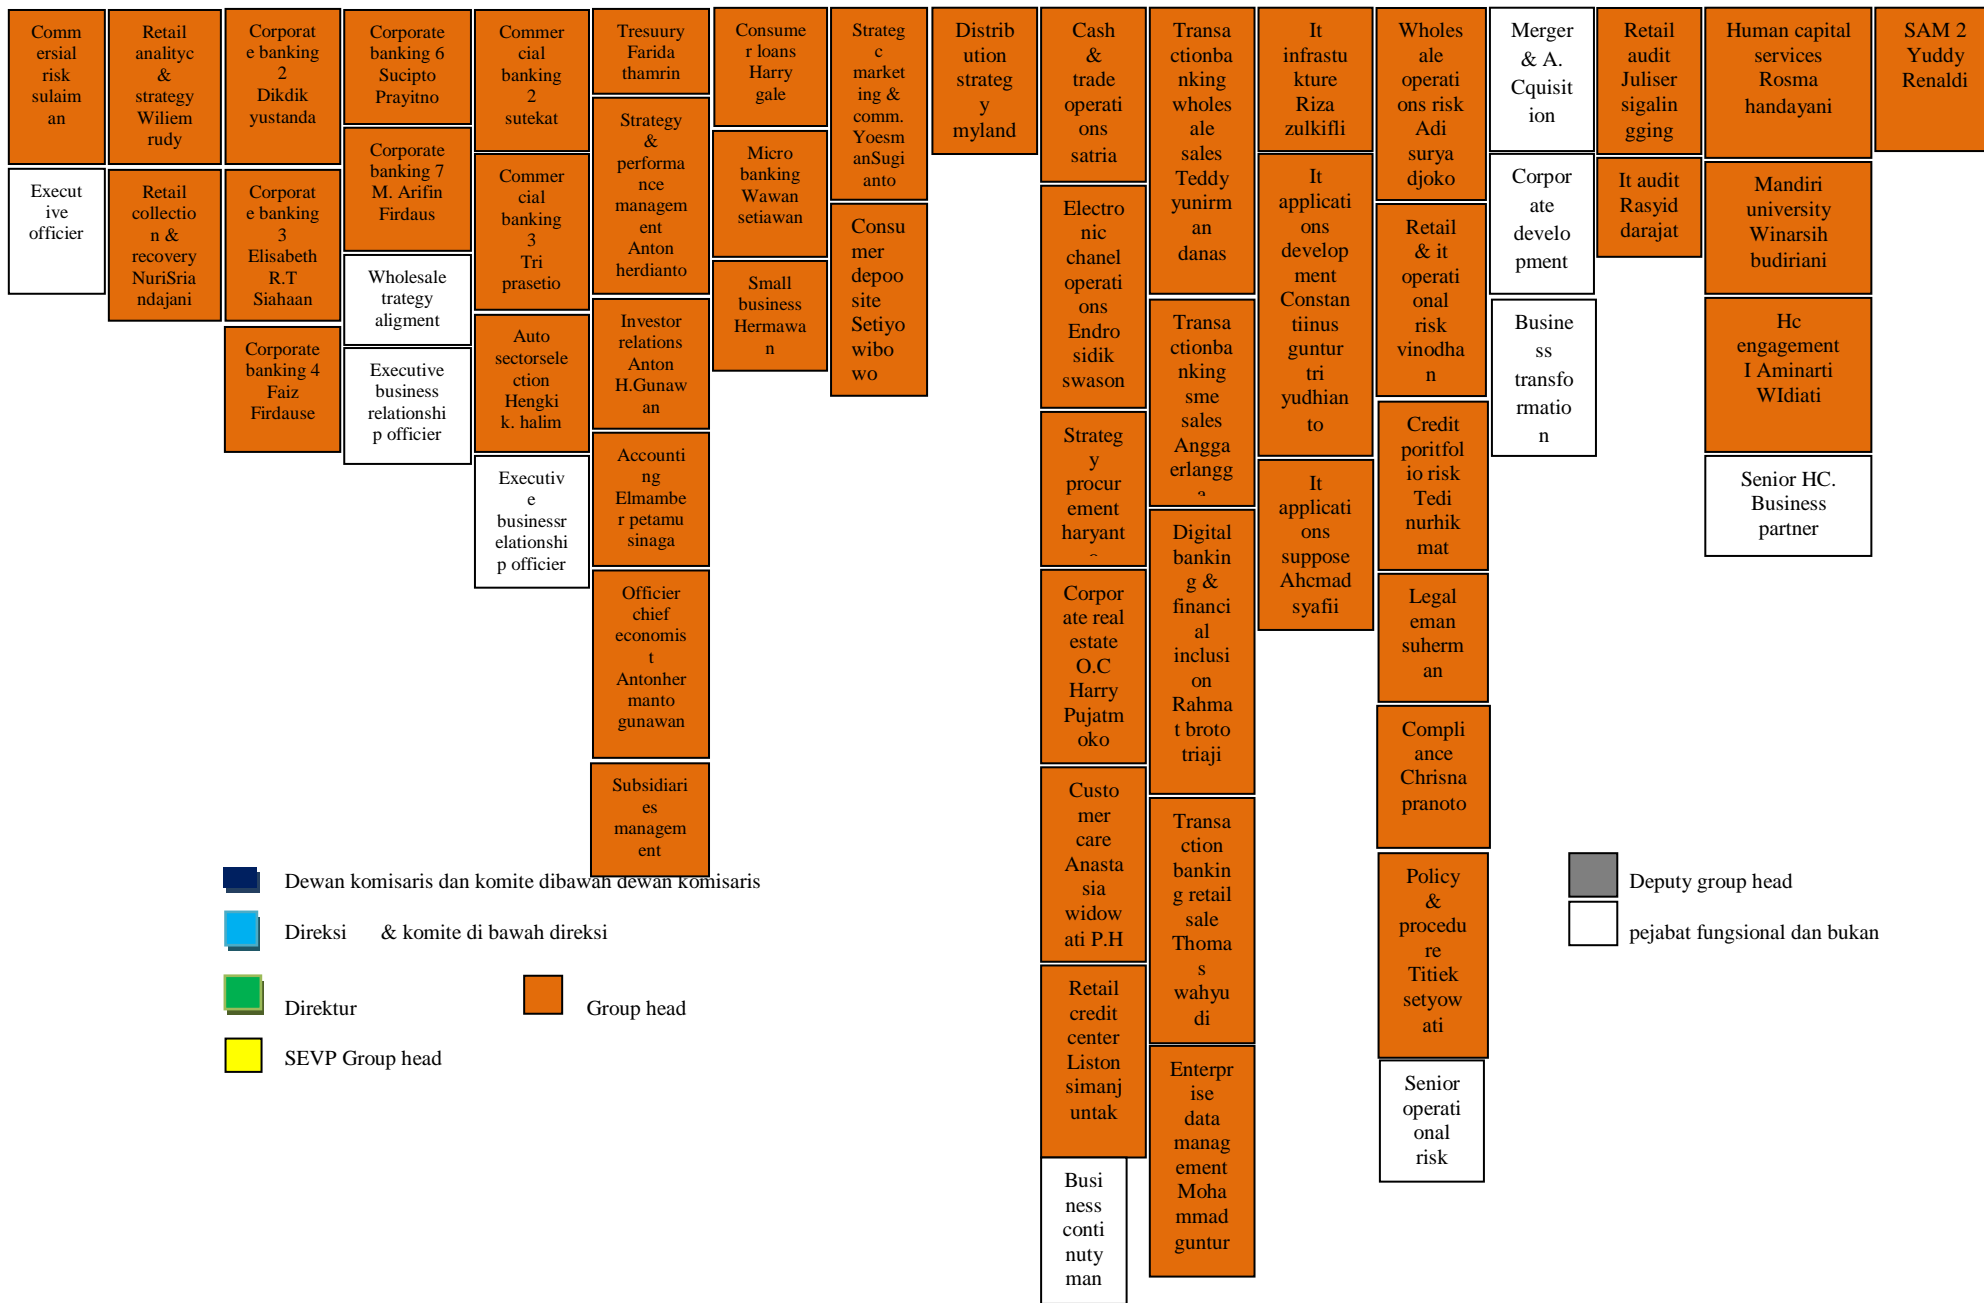 Comm
ersial
risk
sulaim
an
Executi
ive
officier
Retail
analityc
&
strategy
Wiliem
rudy
Retail
collectio
n &
recovery
NuriSria
ndajani
Corporat
e banking
2
Dikdik
yustanda
Corporat
e banking
3
Elisabeth
R.T
Siahaan
Corporate
banking 4
Faiz
Firdause
Corporate
banking 6
Sucipto
Prayitno
Corporate
banking 7
M. Arifin
Firdaus
Wholesale
trategy
aligment
Executive
business
relationshi
p officier
Commer
cial
banking
2
sutekat
Commer
cial
banking
3
Tri
prasetio
Auto
sectorsele
ction
Hengki
k. halim
Executiv
e
businessr
elationshi
p officier
Tresuury
Farida
thamrin
Strategy
&
performa
nce
managem
ent
Anton
herdianto
Investor
relations
Anton
H.Gunaw
an
Accounti
ng
Elmambe
r petamu
sinaga
Officier
chief
economis
t
Antonher
manto
gunawan
Subsidiari
es
managem
ent
Consume
r loans
Harry
gale
Micro
banking
Wawan
setiawan
Small
business
Hermawa
n
Strateg
c
market
ing &
comm.
Yoesm
anSugi
anto
Consu
mer
depoo
site
Setiyo
wibo
wo
Distrib
ution
strateg
y
myland
Cash
&
trade
operati
ons
satria
Electro
nic
chanel
operati
ons
Endro
sidik
swason
Strateg
y
procur
ement
haryant
Corpor
ate real
estate
O.C
Harry
Pujatm
oko
Custo
mer
care
Anasta
sia
widow
ati P.H
Retail
credit
center
Liston
simanj
untak
Busi
ness
conti
nuty
man
Transa
ctionba
nking
wholes
ale
sales
Teddy
yunirm
an
danas
Transa
ctionba
nking
sme
sales
Angga
erlangg
a
Digital
bankin
g &
financi
al
inclusi
on
Rahma
t broto
triaji
Transa
ction
bankin
g retail
sale
Thoma
s
wahyu
di
Enterpr
ise
data
manag
ement
Moha
mmad
guntur
It
infrastu
kture
Riza
zulkifli
It
applicati
ons
develop
ment
Constan
tiinus
guntur
tri
yudhian
to
It
applicati
ons
suppose
Ahcmad
syafii
Wholes
ale
operati
ons risk
Adi
surya
djoko
Retail
& it
operati
onal
risk
vinodha
n
Credit
poritfol
io risk
Tedi
nurhik
mat
Legal
eman
suherm
an
Compli
ance
Chrisna
pranoto
Policy
&
procedu
re
Titiek
setyow
ati
Senior
operati
onal
risk
Merger
& A.
Cquisit
ion
Corpor
ate
develo
pment
Busine
ss
transfo
rmatio
n
Retail
audit
Juliser
sigalin
gging
It audit
Rasyid
darajat
Human capital
services
Rosma
handayani
Mandiri
university
Winarsih
budiriani
Hc
engagement
I Aminarti
WIdiati
Senior HC.
Business
partner
SAM 2
Yuddy
Renaldi
Dewan komisaris dan komite dibawah dewan komisaris
Direksi & komite di bawah direksi
Direktur
Group head
SEVP Group head
Deputy group head
pejabat fungsional dan bukan